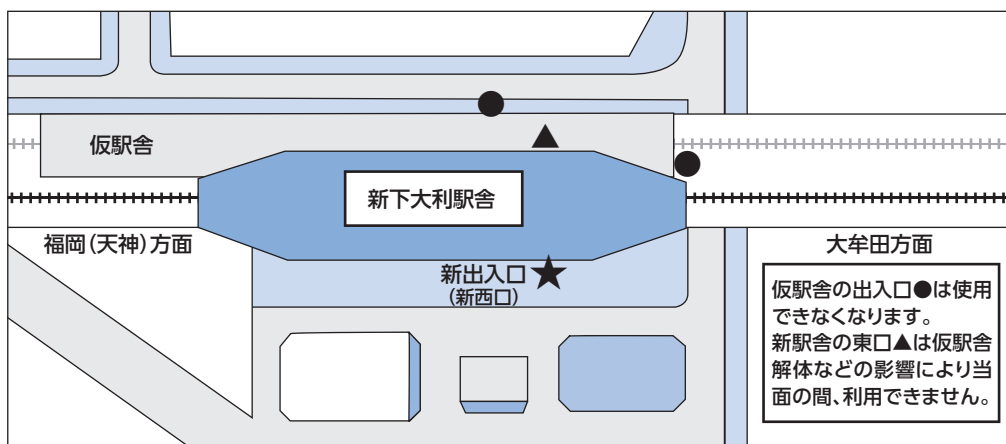 仮駅舎
新下大利駅舎
福岡(天神)方面
大牟田方面
新出入口★
(新西口)
仮駅舎の出入口●は使用
できなくなります。
新駅舎の東口▲は仮駅舎
解体などの影響により当
面の間、利用できません。